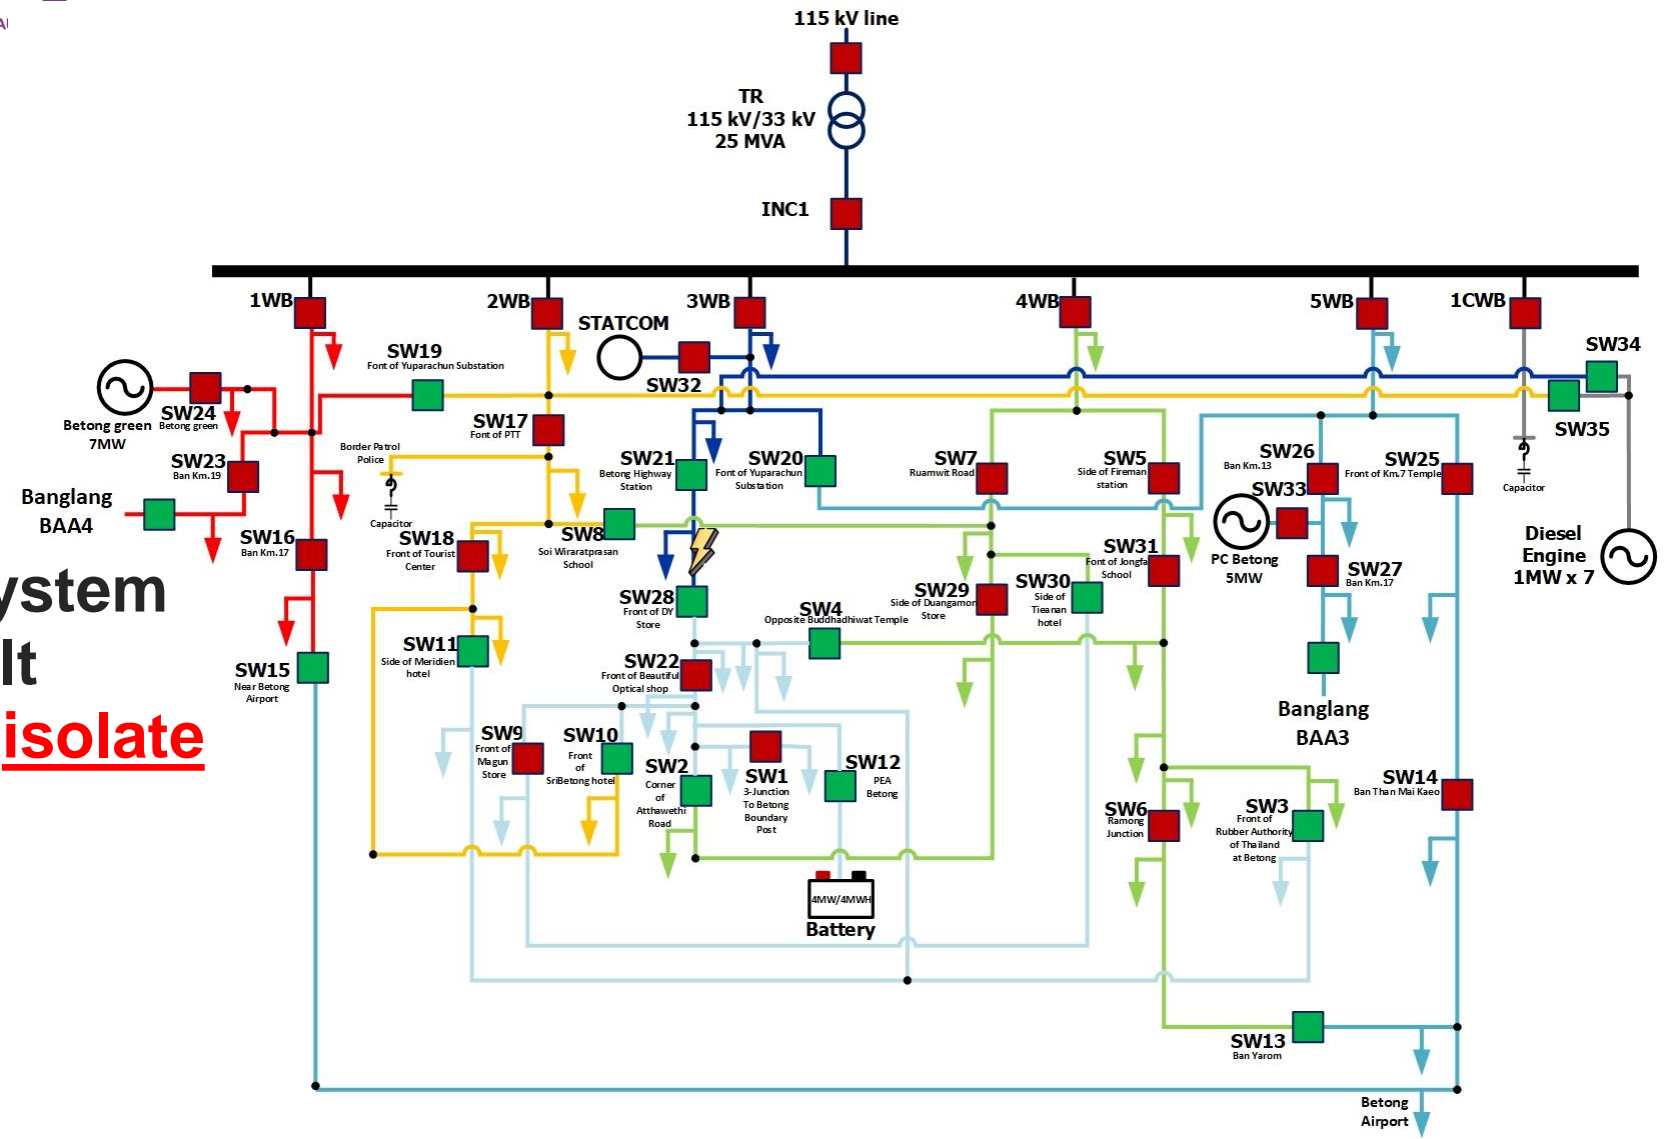 115 kV line
TR
115 kV/33 kV
25 MVA
INC1
1WB
2WB
3WB
4WB
5WB
1CWB
STATCOM
SW32
SW34
SW35
SW19
Font of Yuparachun Substation
SW24
Betong green
Betong green
7MW
SW17
Font of PTT
SW23
Ban Km.19
Banglang
BAA4
Border Patrol
Police
Capacitor
SW21
Betong Highway
Station
SW20
Font of Yuparachun
Substation
SW7
Ruamwit Road
SW5
Side of Fireman
station
SW26
Ban Km.13
SW25
Front of Km.7 Temple
SW33
PC Betong
5MW
Capacitor
Diesel
Engine
1MW x 7
SW16
Ban Km.17
SW18
Front of Tourist
Center
SW8
Soi Wiraratprasan
School
SW31
Font of Jongfa
School
SW27
Ban Km.17
ystem
SW28
Front of DY
Store
SW29
Side of Duangamon
Store
SW30
Side of
Tieanan
hotel
SW4
Opposite Buddhadhiwat Temple
lt
SW15
Near Betong
Airport
SW11
Side of Meridien
hotel
SW22
Front of Beautiful
Optical shop
Banglang
BAA3
isolate
SW9
Front of
Magun
Store
SW10
Front
of
SriBetong hotel
SW2
Corner
of
Atthawethi
Road
SW1
3-Junction
To Betong
Boundary
Post
SW12
PEA
Betong
SW6
Ramong
Junction
SW3
Front of
Rubber Authority
of Thailand
at Betong
SW14
Ban Than Mai Kaeo
4MW/4MWH
Battery
SW13
Ban Yarom
Betong
Airport